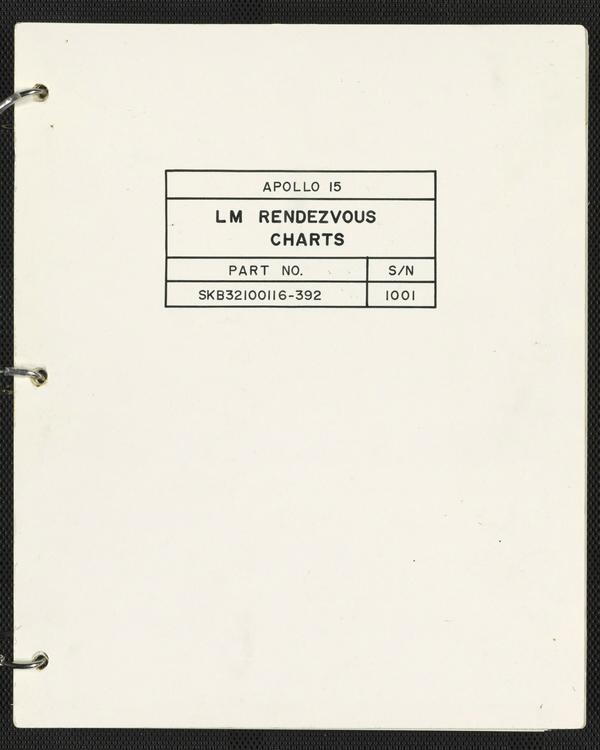 APOLLO 15
LM RENDEZVOUS
CHARTS
PART NO. S/N
SKB32100116-392 1001